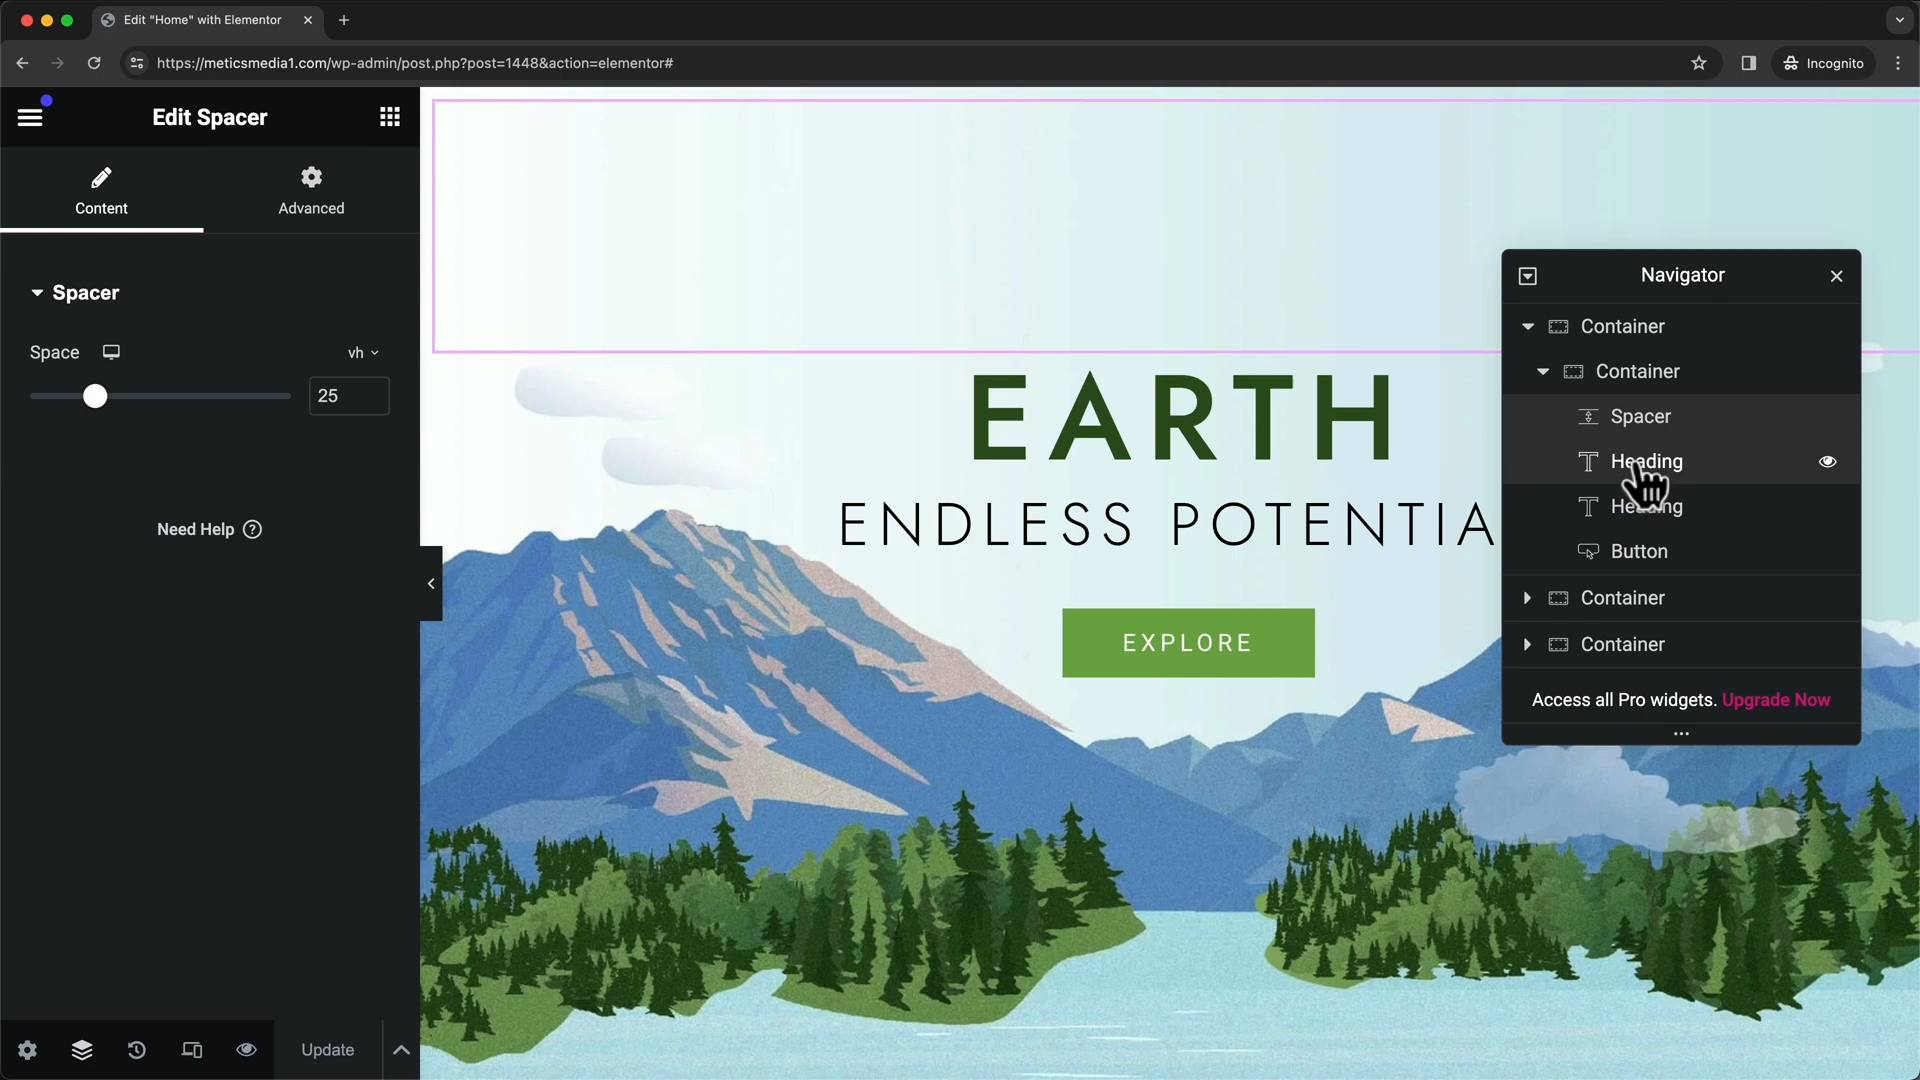 Edit "Home" with Elementor
https://meticsmedia1.com/wp-admin/post.php?post=1448&action=elementor#
Incognito
Edit Spacer
Content
Advanced
Spacer
Space
vh
25
Need Help
Update
EARTH
ENDLESS POTENTIA
EXPLORE
Navigator
Container
Container
Spacer
Heading
Heading
Button
Container
Container
Access all Pro widgets. Upgrade Now